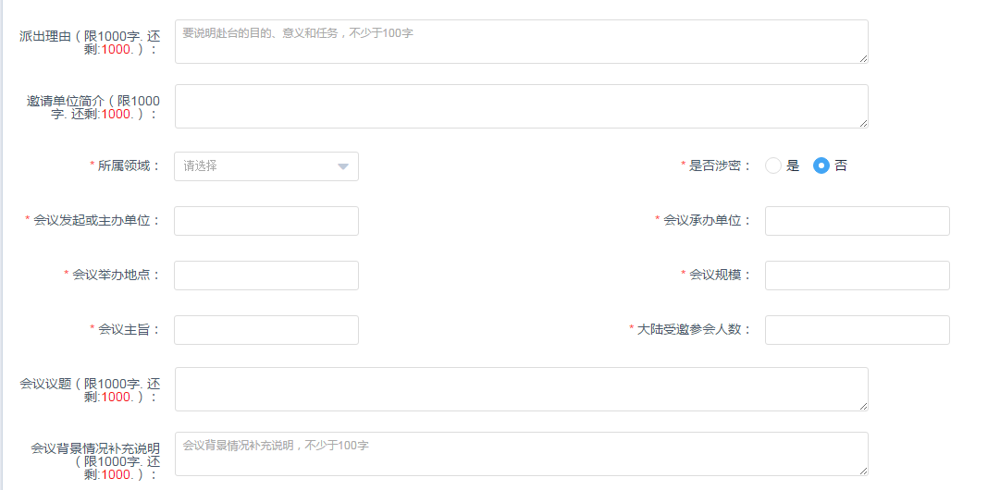 派出理由（限1000字. 还
剩:1000.）：
要说明赴台的目的、意义和任务，不少于100字
邀请单位简介（限1000
字. 还剩:1000.）：
* 所属领域： 请选择 * 是否涉密： 是 否
* 会议发起或主办单位： * 会议承办单位：
* 会议举办地点： * 会议规模：
* 会议主旨： * 大陆受邀参会人数：
会议议题（限1000字. 还
剩:1000.）：
会议背景情况补充说明
（限1000字. 还
剩:1000.）：
会议背景情况补充说明，不少于100字